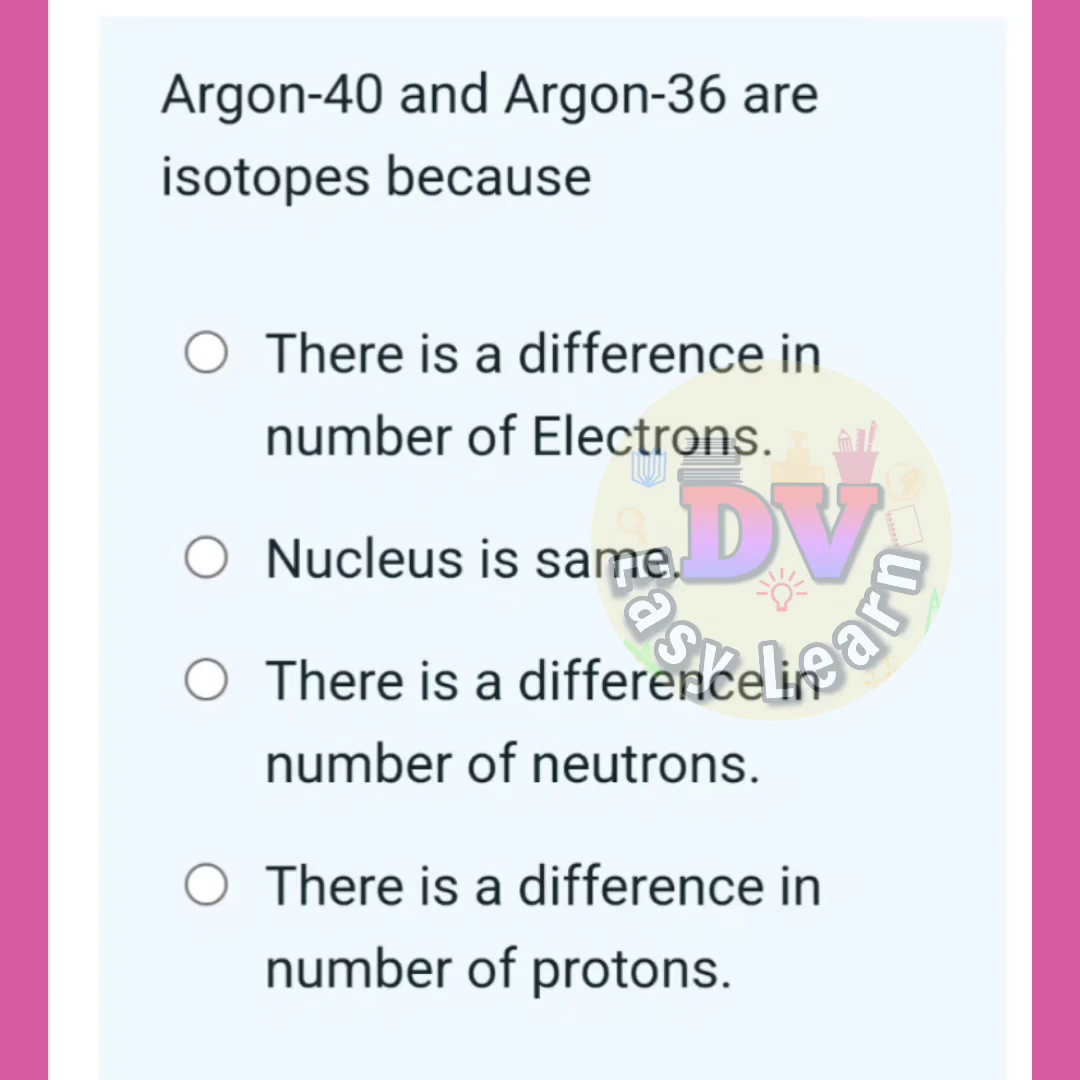 Argon-40 and Argon-36 are
isotopes because
There is a difference in
number of Electrons.
Nucleus is same.
There is a difference in
number of neutrons.
There is a difference in
number of protons.
DV
Easy Learn